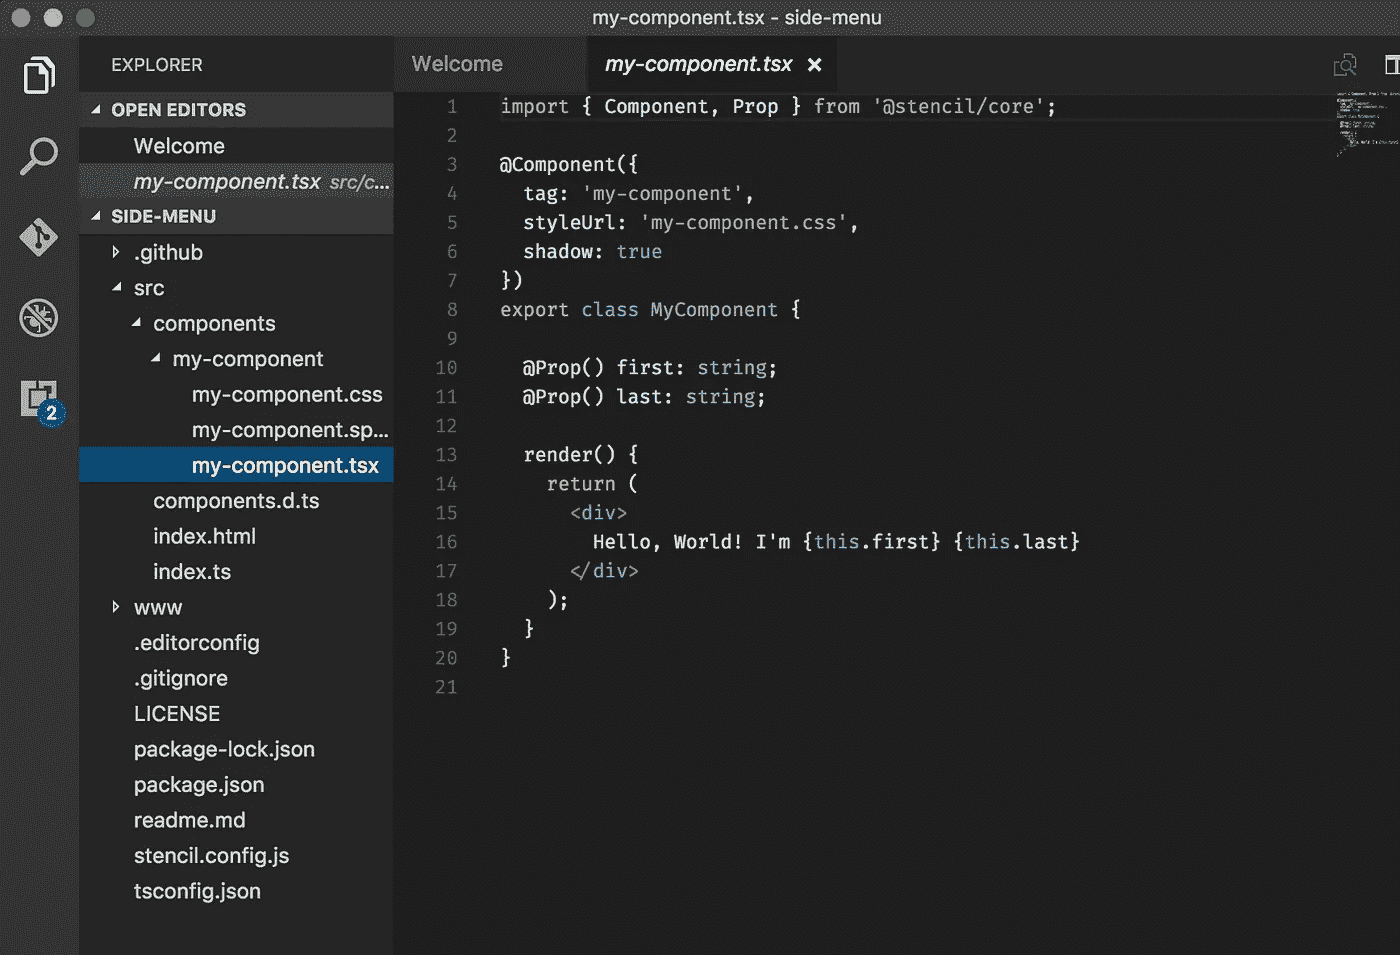 my-component.tsx - side-menu
EXPLORER
OPEN EDITORS
Welcome
my-component.tsx src/c...
SIDE-MENU
.github
src
components
my-component
my-component.css
my-component.sp...
my-component.tsx
components.d.ts
index.html
index.ts
www
.editorconfig
.gitignore
LICENSE
package-lock.json
package.json
readme.md
stencil.config.js
tsconfig.json
2
Welcome
my-component.tsx
1 import { Component, Prop } from '@stencil/core';
2
3 @Component({
4 tag: 'my-component',
5 styleUrl: 'my-component.css',
6 shadow: true
7 })
8 export class MyComponent {
9
10 @Prop() first: string;
11 @Prop() last: string;
12
13 render() {
14 return (
15 <div>
16 Hello, World! I'm {this.first} {this.last}
17 </div>
18 );
19 }
20 }
21